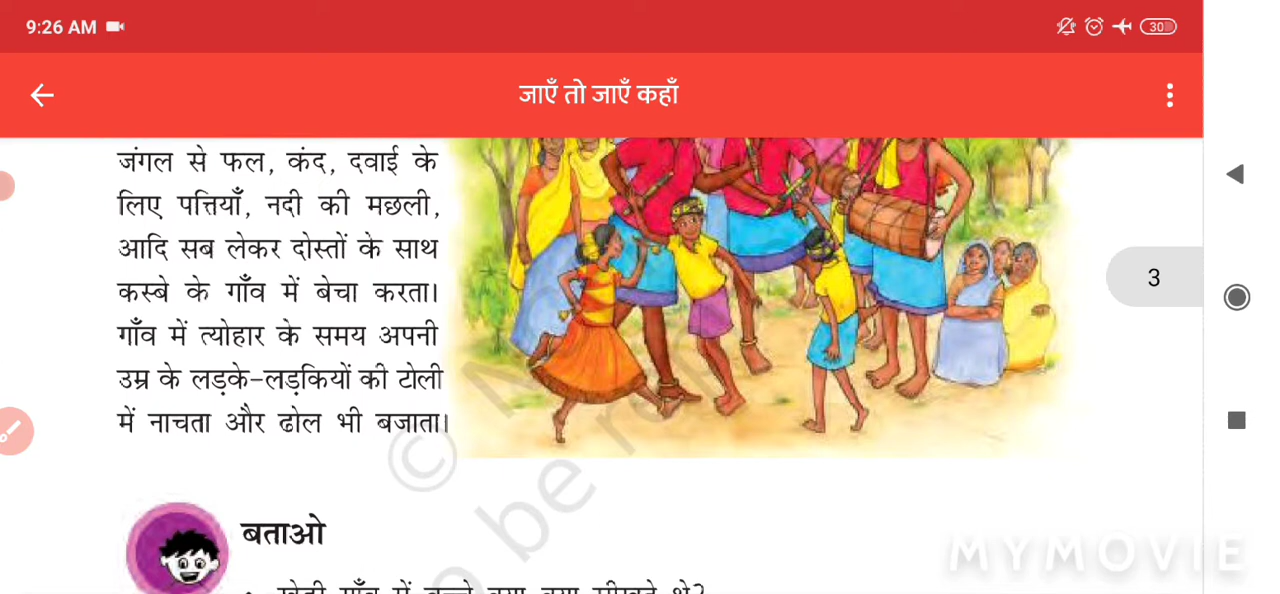 9:26 AM
30
जाएँ तो जाएँ कहाँ
जंगल से फल, कंद, दवाई के
लिए पत्तियाँ, नदी की मछली,
आदि सब लेकर दोस्तों के साथ
कस्बे के गाँव में बेचा करता।
3
गाँव में त्योहार के समय अपनी
उम्र के लड़के-लड़कियों की टोली
में नाचता और ढोल भी बजाता।
©
be
बताओ
MYMOVIE